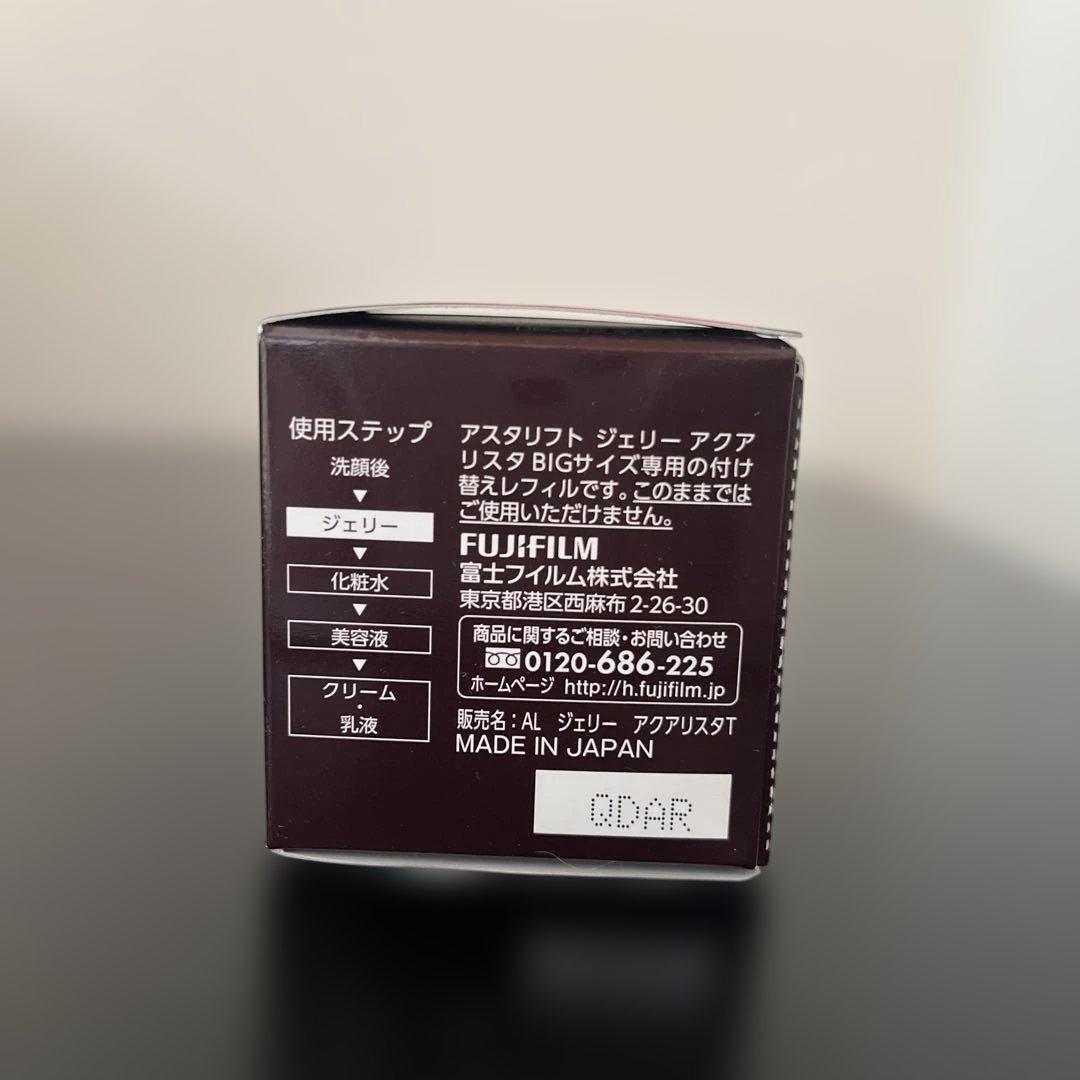 使用ステップ
洗顔後
▼
ジェリー
▼
化粧水
▼
美容液
▼
クリーム
・
乳液
アスタリフト ジェリー アクア
リスタ BIGサイズ専用の付け
替えレフィルです。このままでは
ご使用いただけません。
FUJIFILM
富士フイルム株式会社
東京都港区西麻布2-26-30
商品に関するご相談・お問い合わせ
0120-686-225
ホームページ http://h.fujifilm.jp
販売名：AL ジェリー アクアリスタT
MADE IN JAPAN
QDAR